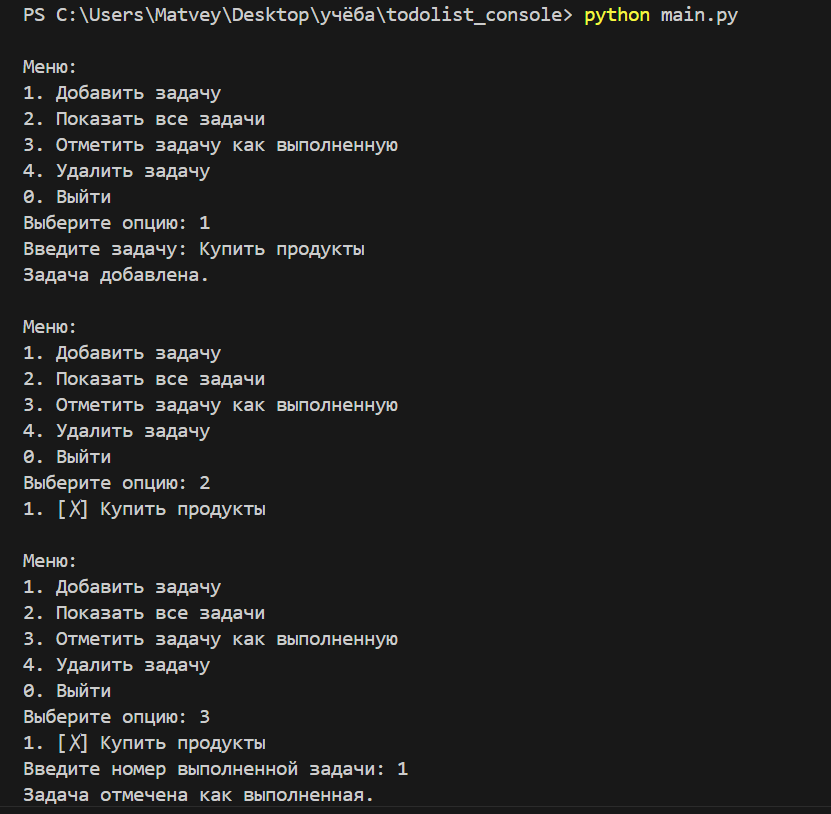 PS C:\Users\Matvey\Desktop\учёба\todolist_console> python main.py
Меню:
1. Добавить задачу
2. Показать все задачи
3. Отметить задачу как выполненную
4. Удалить задачу
0. Выйти
Выберите опцию: 1
Введите задачу: Купить продукты
Задача добавлена.
Меню:
1. Добавить задачу
2. Показать все задачи
3. Отметить задачу как выполненную
4. Удалить задачу
0. Выйти
Выберите опцию: 2
1. [✗] Купить продукты
Меню:
1. Добавить задачу
2. Показать все задачи
3. Отметить задачу как выполненную
4. Удалить задачу
0. Выйти
Выберите опцию: 3
1. [✗] Купить продукты
Введите номер выполненной задачи: 1
Задача отмечена как выполненная.